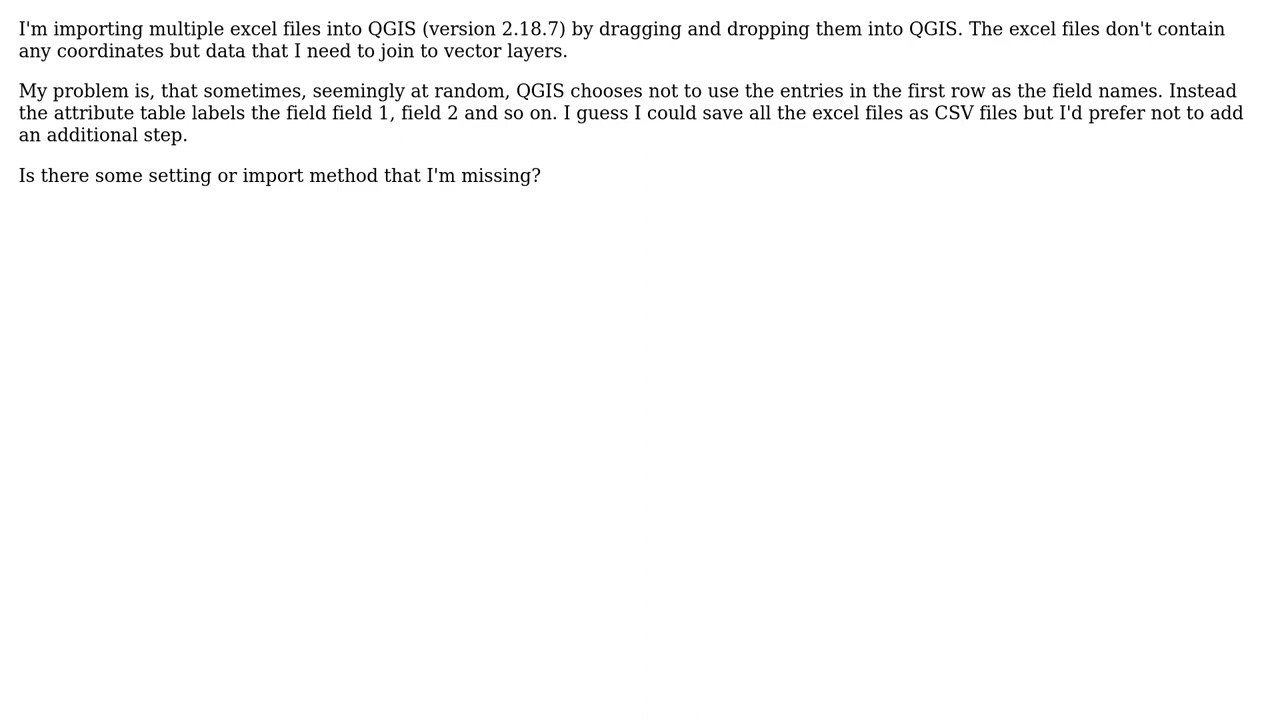 I'm importing multiple excel files into QGIS (version 2.18.7) by dragging and dropping them into QGIS. The excel files don't contain
any coordinates but data that I need to join to vector layers.
My problem is, that sometimes, seemingly at random, QGIS chooses not to use the entries in the first row as the field names. Instead
the attribute table labels the field field 1, field 2 and so on. I guess I could save all the excel files as CSV files but I'd prefer not to add
an additional step.
Is there some setting or import method that I'm missing?